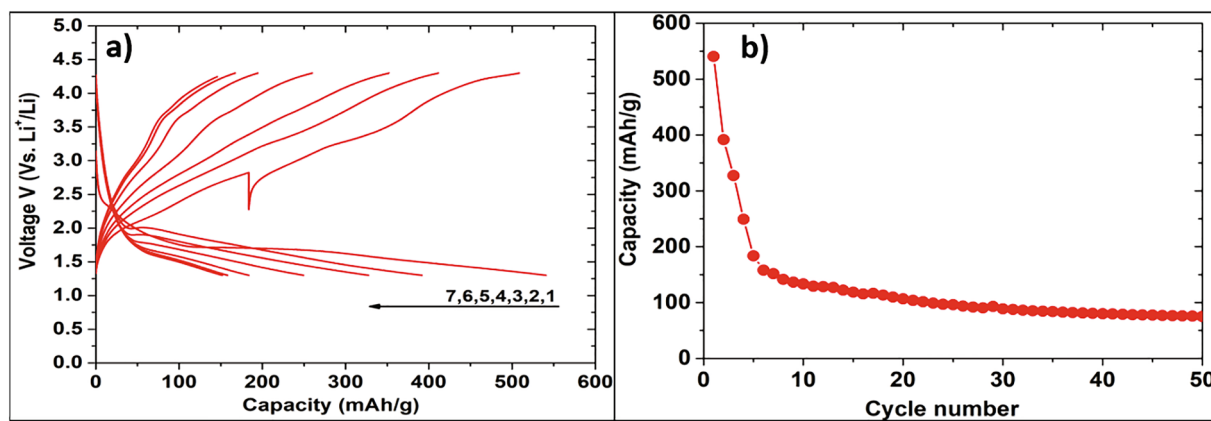 a)
Voltage V (Vs. Li⁺/Li)
5.0
4.5
4.0
3.5
3.0
2.5
2.0
1.5
1.0
0.5
0.0
7,6,5,4,3,2,1
0 100 200 300 400 500 600
Capacity (mAh/g)
b)
Capacity (mAh/g)
600
500
400
300
200
100
0
0 10 20 30 40 50
Cycle number